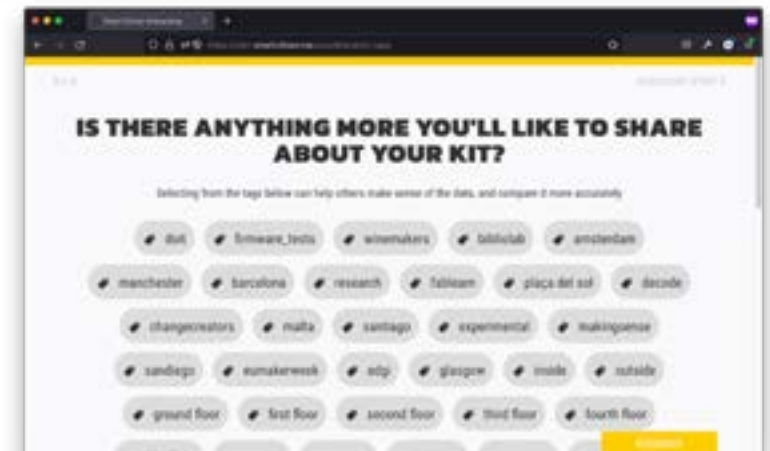 IS THERE ANYTHING MORE YOU'LL LIKE TO SHARE
ABOUT YOUR KIT?
Selecting from the tags below can help others make sense of the data, and compare it more accurately
doit firmware_tests winemakers bibliolab amsterdam
manchester barcelona research fablearn plaça del sol decode
changecreators malta santiago experimental makingsense
sandiego eumakerweek edgi glasgow inside outside
ground floor first floor second floor third floor fourth floor